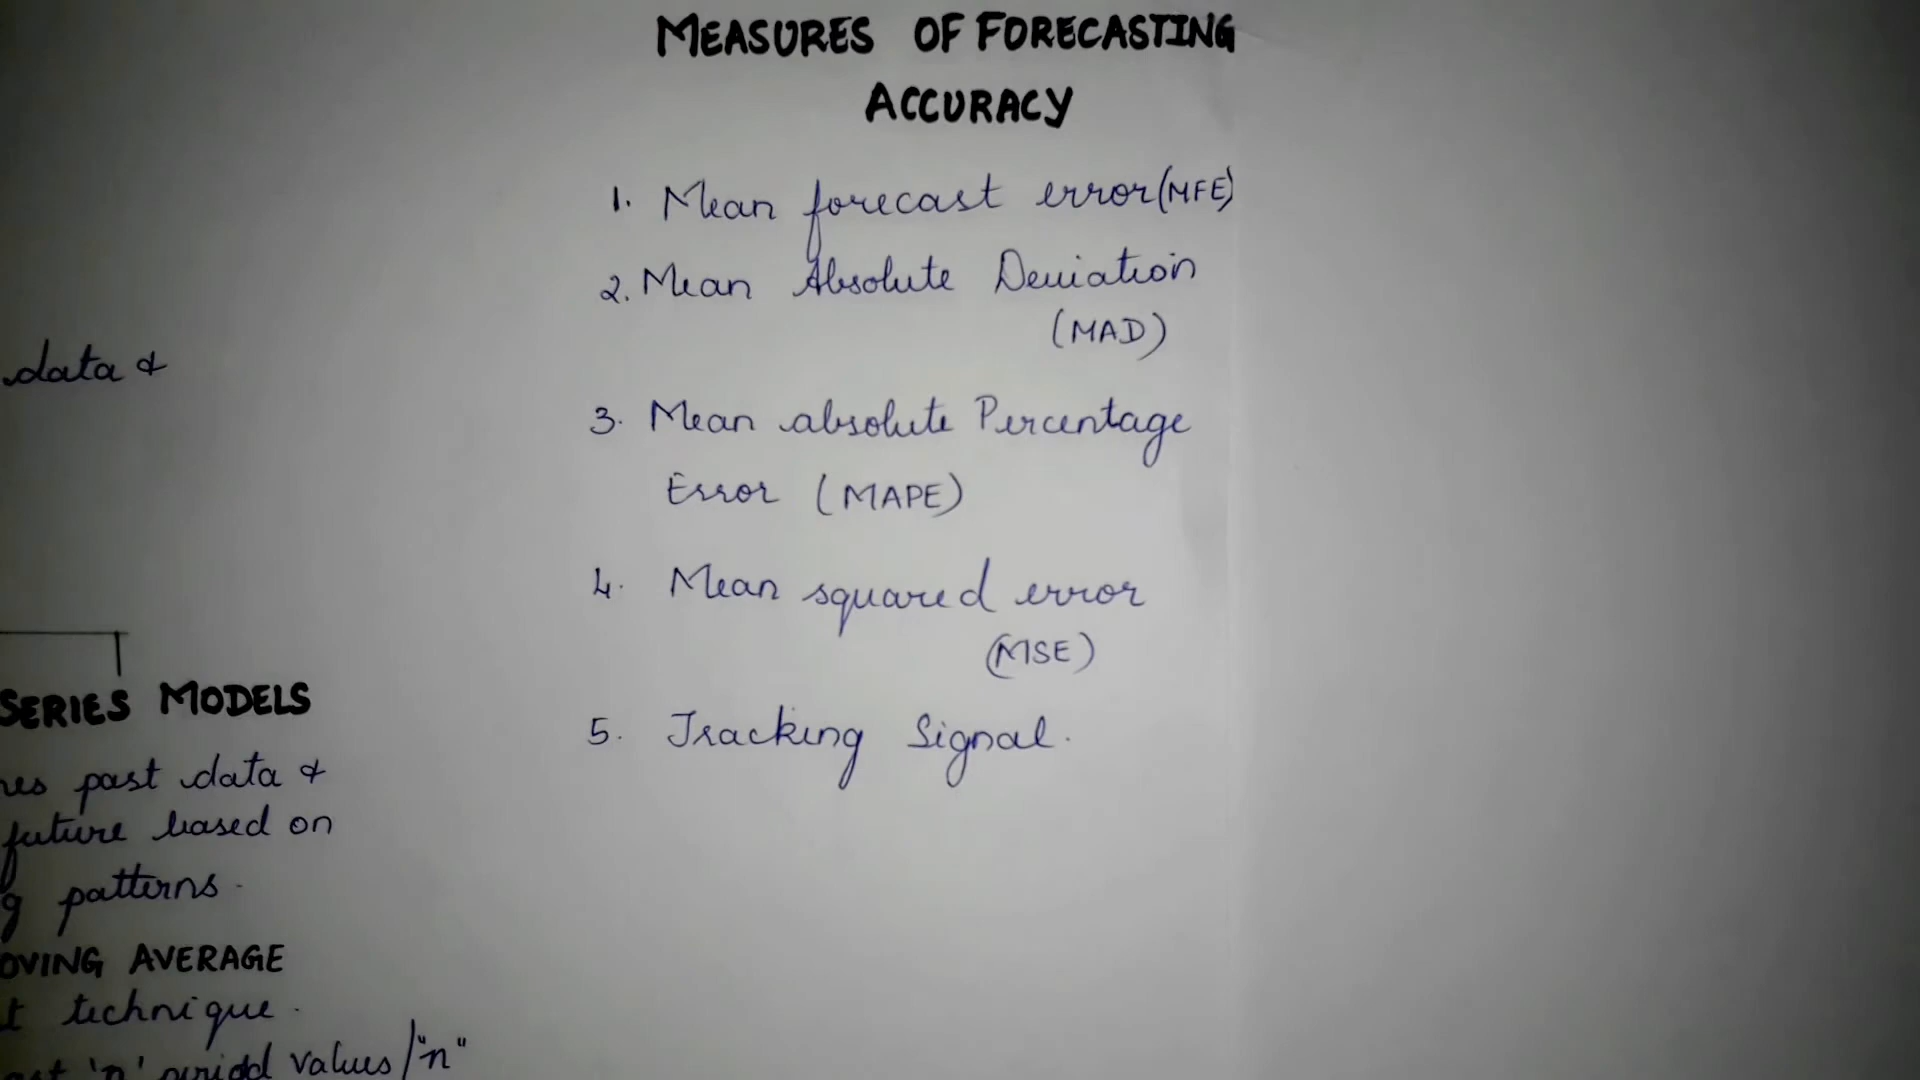 MEASURES OF FORECASTING
ACCURACY
1. Mean forecast error (MFE)
2. Mean Absolute Deviation
(MAD)
3. Mean absolute Percentage
Error (MAPE)
4. Mean squared error
(MSE)
5. Tracking Signal.
data &
SERIES MODELS
past data &
future based on
patterns.
OVING AVERAGE
technique.
'n' period values/"n"